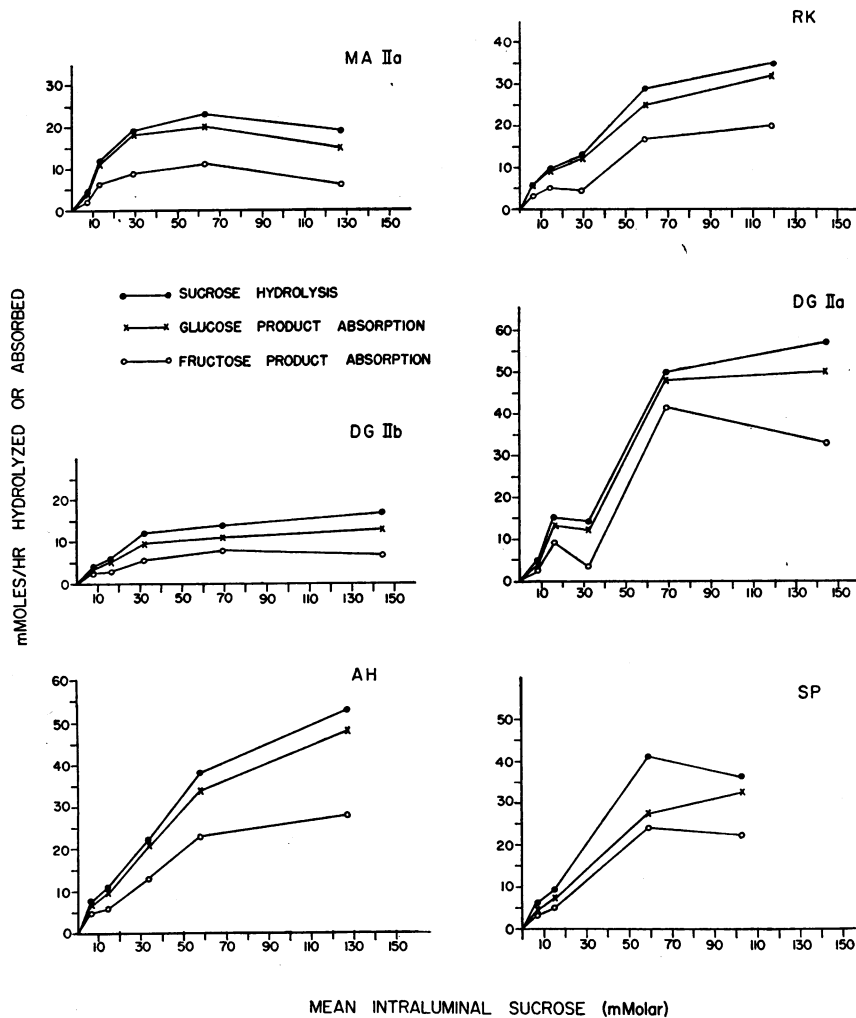 MA IIa
30
20
10
0
10 30 50 70 90 110 130 150
RK
40
30
20
10
0
10 30 50 70 90 110 130 150
SUCROSE HYDROLYSIS
GLUCOSE PRODUCT ABSORPTION
FRUCTOSE PRODUCT ABSORPTION
mMOLES/HR HYDROLYZED OR ABSORBED
DG IIb
20
10
0
10 30 50 70 90 110 130 150
DG IIa
60
50
40
30
20
10
0
10 30 50 70 90 110 130 150
AH
60
50
40
30
20
10
0
10 30 50 70 90 110 130 150
SP
50
40
30
20
10
0
10 30 50 70 90 110 130 150
MEAN INTRALUMINAL SUCROSE (mMolar)